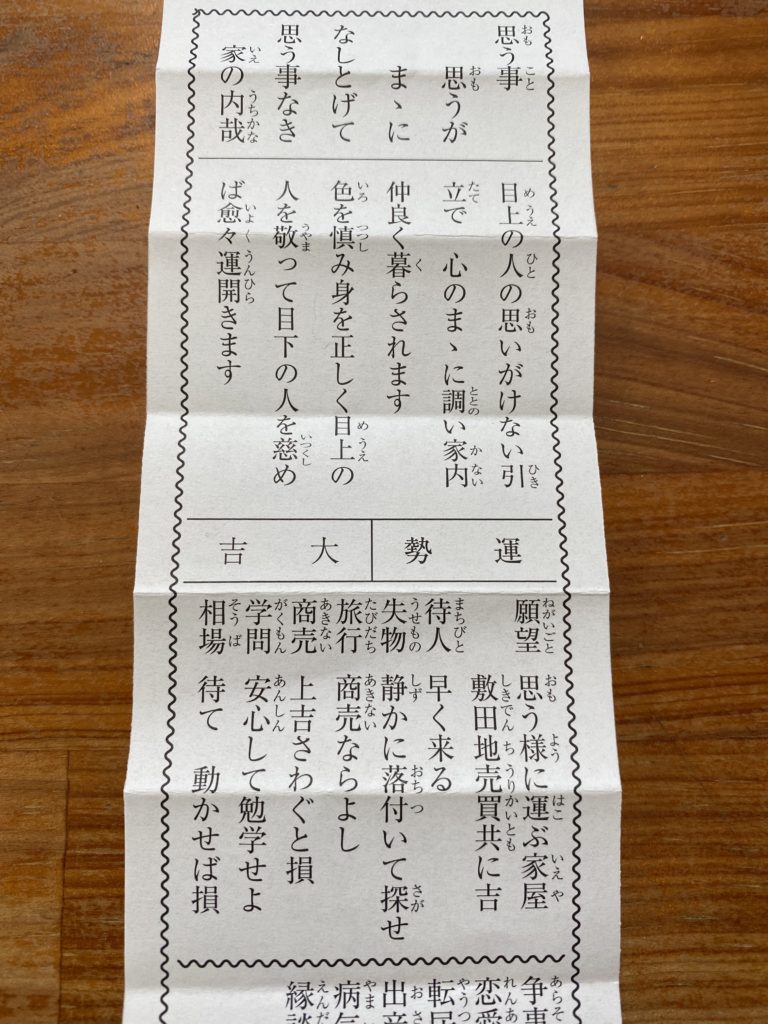 思う事
思うが
まゝに
なしとげて
思う事なき
家の内哉
目上の人の思いがけない引
立で 心のまゝに調い家内
仲良く暮らされます
色を慎み身を正しく目上の
人を敬って目下の人を慈め
ば愈々運開きます
運勢
大吉
願望 思う様に運ぶ家屋
敷田地売買共に吉
待人 早く来る
失物 静かに落付いて探せ
旅行 商売ならよし
商売 上吉さわぐと損
学問 安心して勉学せよ
相場 待て 動かせば損
争事
恋愛
転居
出産
病気
縁談